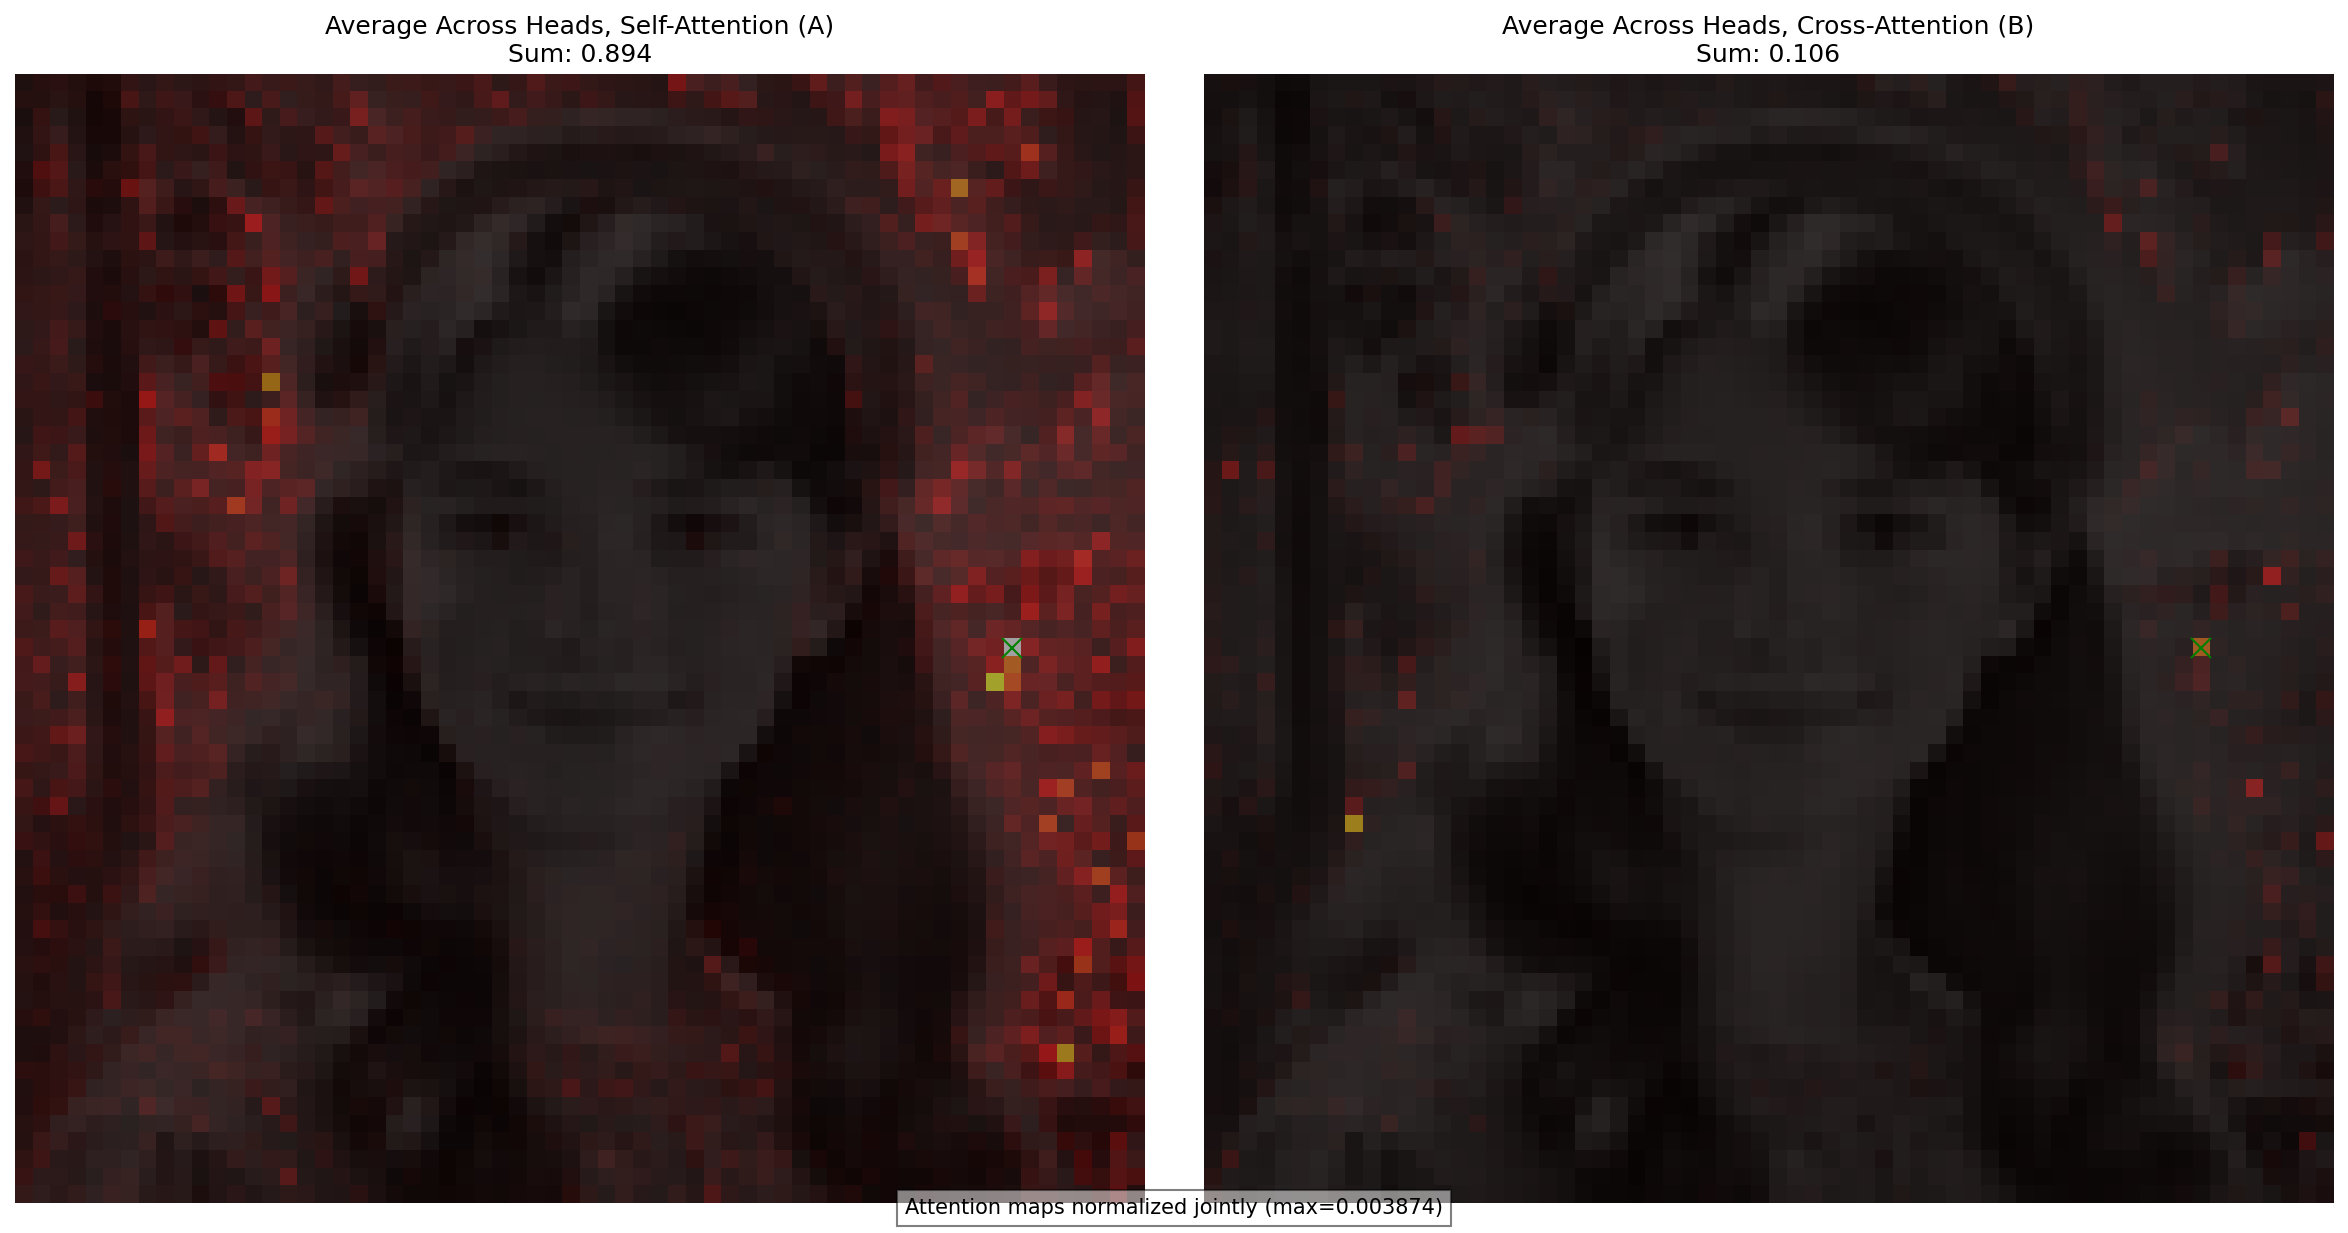 Average Across Heads, Self-Attention (A)
Sum: 0.894
Average Across Heads, Cross-Attention (B)
Sum: 0.106
Attention maps normalized jointly (max=0.003874)